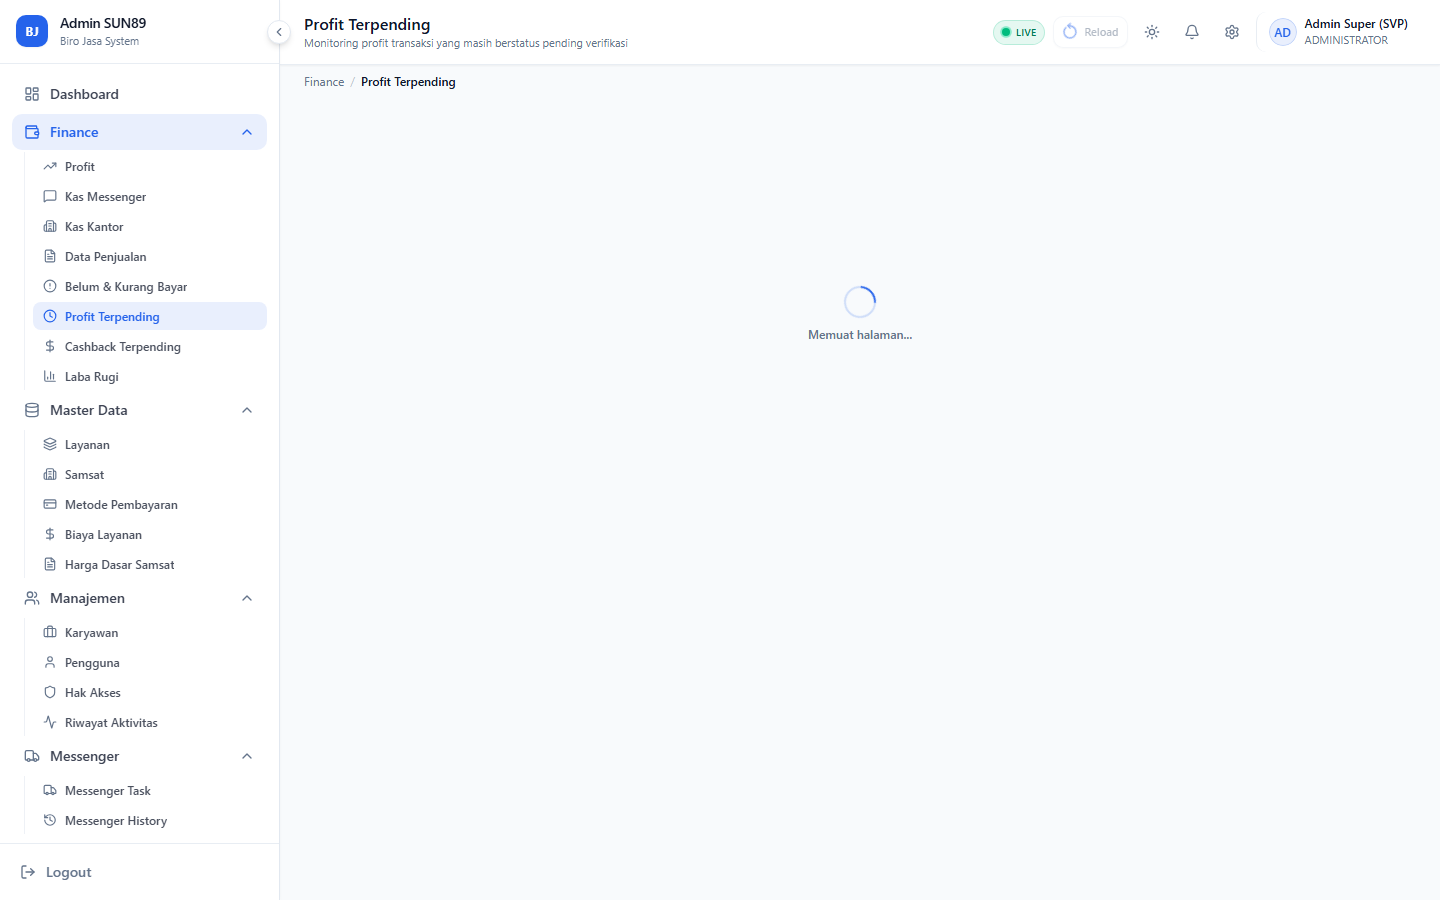 BJ
Admin SUN89
Biro Jasa System
Dashboard
Finance
Profit
Kas Messenger
Kas Kantor
Data Penjualan
Belum & Kurang Bayar
Profit Terpending
Cashback Terpending
Laba Rugi
Master Data
Layanan
Samsat
Metode Pembayaran
Biaya Layanan
Harga Dasar Samsat
Manajemen
Karyawan
Pengguna
Hak Akses
Riwayat Aktivitas
Messenger
Messenger Task
Messenger History
Logout
Profit Terpending
Monitoring profit transaksi yang masih berstatus pending verifikasi
LIVE
Reload
AD
Admin Super (SVP)
ADMINISTRATOR
Finance / Profit Terpending
Memuat halaman...